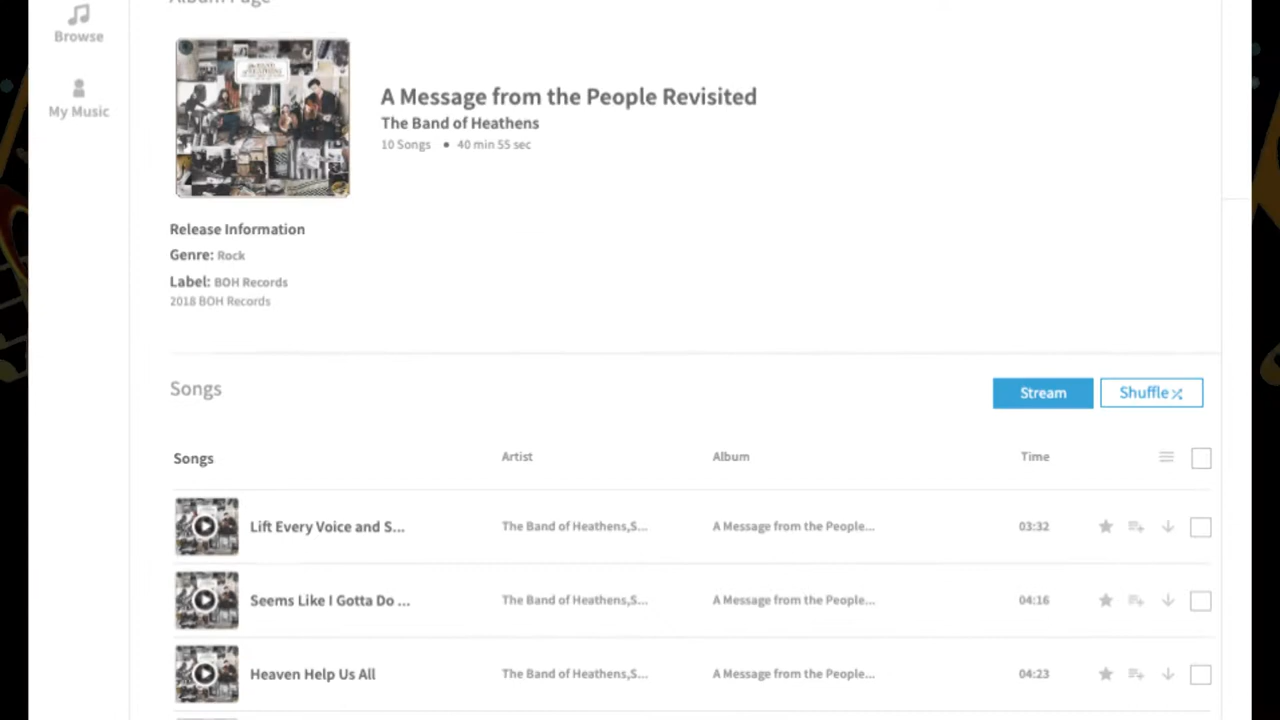 Album Page
Browse
My Music
A Message from the People Revisited
The Band of Heathens
10 Songs • 40 min 55 sec
Release Information
Genre: Rock
Label: BOH Records
2018 BOH Records
Songs
Stream
Shuffle
Songs Artist Album Time
Lift Every Voice and S... The Band of Heathens,S... A Message from the People... 03:32
Seems Like I Gotta Do ... The Band of Heathens,S... A Message from the People... 04:16
Heaven Help Us All The Band of Heathens,S... A Message from the People... 04:23